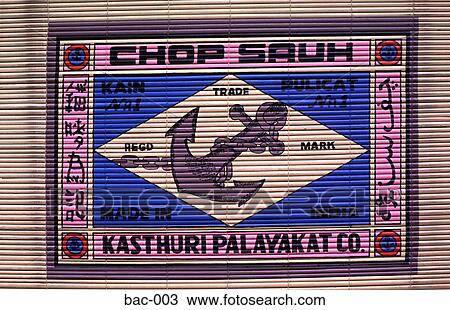 CHOP SAUH
KAIN PULICAT
No1 No1
TRADE
REGD MARK
MADE IN INDIA
KASTHURI PALAYAKAT CO.
fotosearch
bac-003 www.fotosearch.com